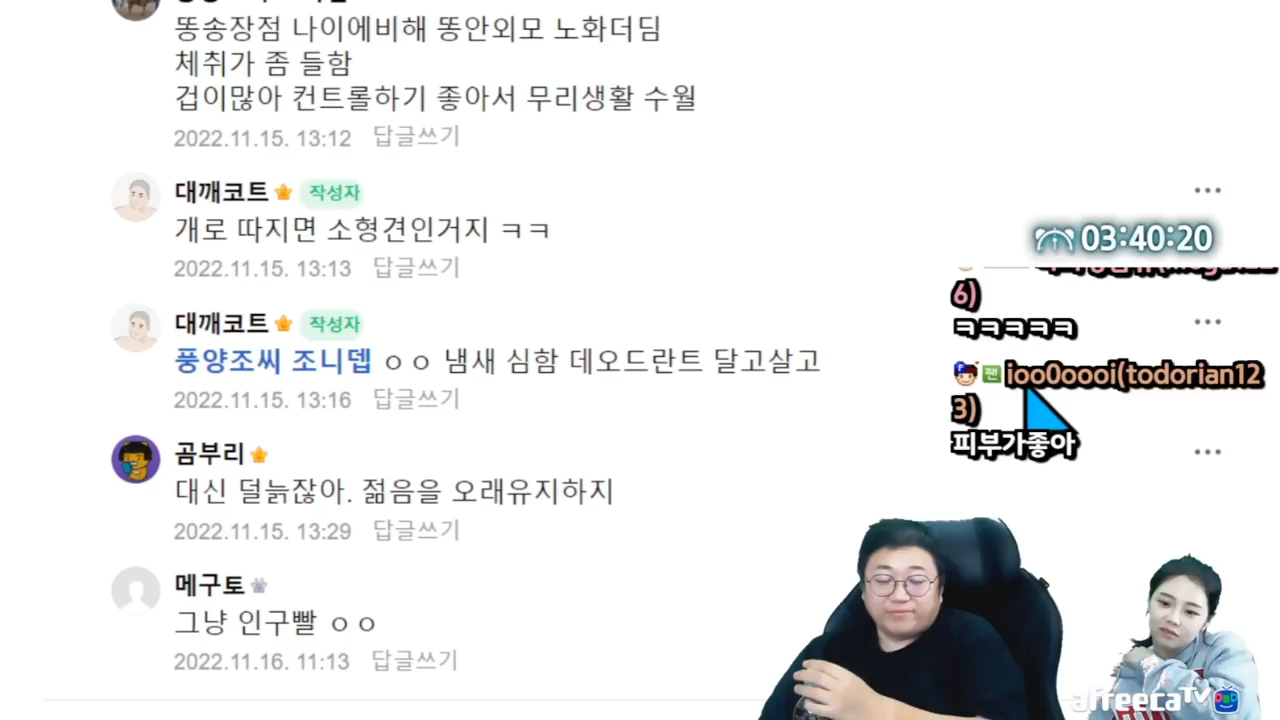 똥송장점 나이에비해 똥안외모 노화더딤
체취가 좀 들함
겁이많아 컨트롤하기 좋아서 무리생활 수월
2022.11.15. 13:12 답글쓰기
대깨코트 작성자
개로 따지면 소형견인거지 ㅋㅋ
2022.11.15. 13:13 답글쓰기
대깨코트 작성자
풍양조씨 조니뎁 ㅇㅇ 냄새 심함 데오드란트 달고살고
2022.11.15. 13:16 답글쓰기
곰부리
대신 덜늙잖아. 젊음을 오래유지하지
2022.11.15. 13:29 답글쓰기
메구토
그냥 인구빨 ㅇㅇ
2022.11.16. 11:13 답글쓰기
03:40:20
6)
ㅋㅋㅋㅋㅋ
팬 ioo0oooi(todorian12
3)
피부가좋아
afreecaTV